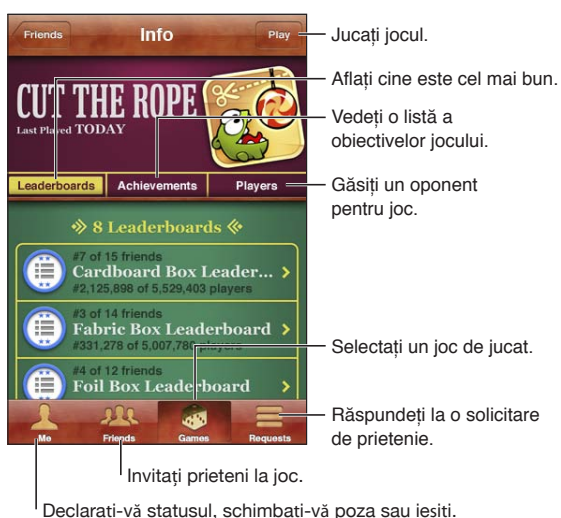 Friends
Info
Play
Jucați jocul.
CUT THE ROPE
Last Played TODAY
Aflați cine este cel mai bun.
Vedeți o listă a
obiectivelor jocului.
Leaderboards
Achievements
Players
Găsiți un oponent
pentru joc.
8 Leaderboards
#7 of 15 friends
Cardboard Box Leader...
#2,125,898 of 5,529,403 players
#3 of 14 friends
Fabric Box Leaderboard
#331,278 of 5,007,780 players
Selectați un joc de jucat.
#4 of 12 friends
Foil Box Leaderboard
Me
Friends
Games
Requests
Răspundeți la o solicitare
de prietenie.
Invitați prieteni la joc.
Declarați-vă statusul, schimbați-vă poza sau ieșiți.